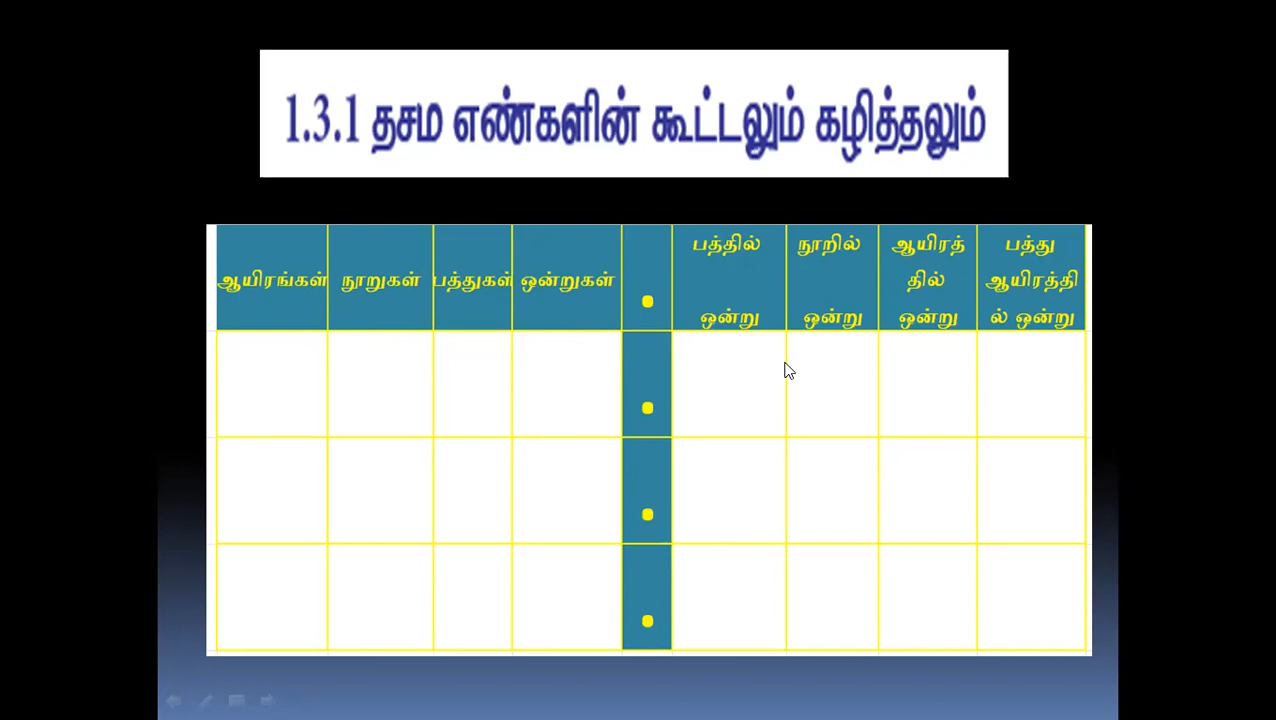 1.3.1 தசம எண்களின் கூட்டலும் கழித்தலும்
ஆயிரங்கள்
நூறுகள்
பத்துகள்
ஒன்றுகள்
.
பத்தில்
ஒன்று
நூறில்
ஒன்று
ஆயிரத்
தில்
ஒன்று
பத்து
ஆயிரத்தி
ல் ஒன்று
.
.
.